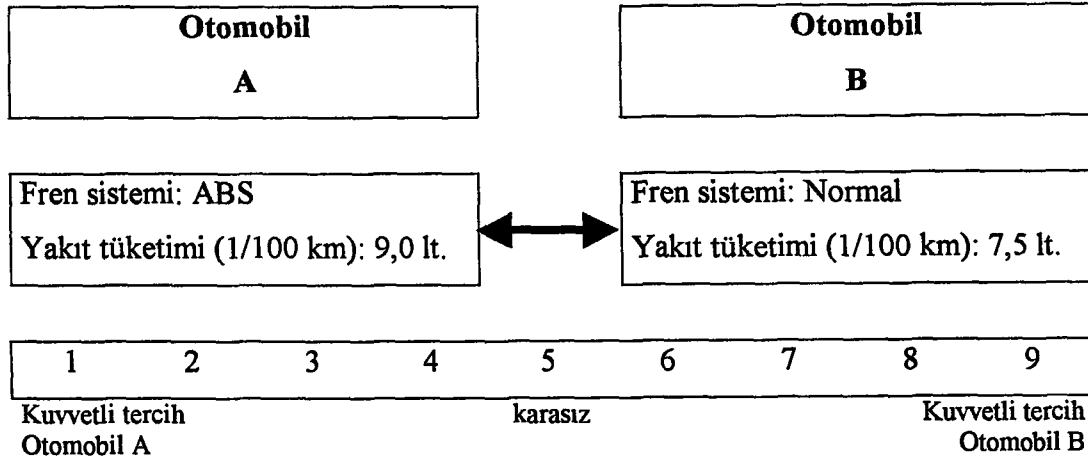 Otomobil
A
Otomobil
B
Fren sistemi: ABS
Yakıt tüketimi (1/100 km): 9,0 lt.
Fren sistemi: Normal
Yakıt tüketimi (1/100 km): 7,5 lt.
1 2 3 4 5 6 7 8 9
Kuvvetli tercih
Otomobil A
karasız
Kuvvetli tercih
Otomobil B